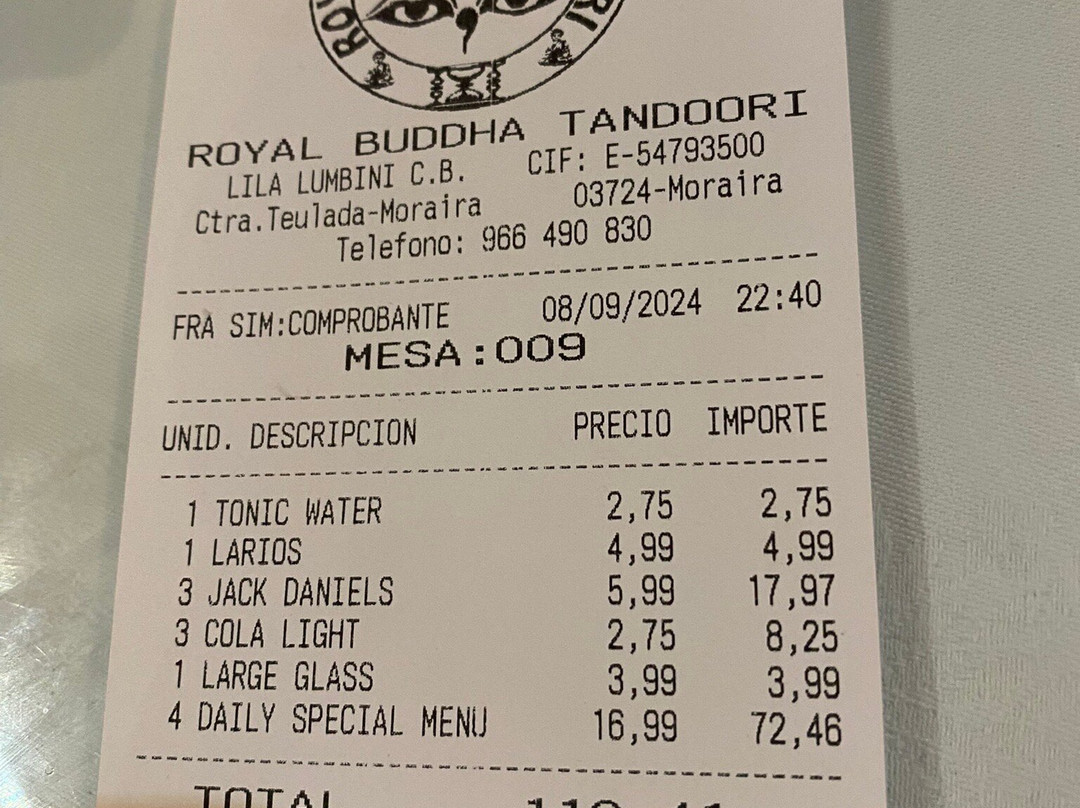 ROYAL BUDDHA TANDOORI
LILA LUMBINI C.B. CIF: E-54793500
Ctra.Teulada-Moraira 03724-Moraira
Telefono: 966 490 830
FRA SIM:COMPROBANTE 08/09/2024 22:40
MESA:009
UNID. DESCRIPCION PRECIO IMPORTE
1 TONIC WATER 2,75 2,75
1 LARIOS 4,99 4,99
3 JACK DANIELS 5,99 17,97
3 COLA LIGHT 2,75 8,25
1 LARGE GLASS 3,99 3,99
4 DAILY SPECIAL MENU 16,99 72,46
TOTAL